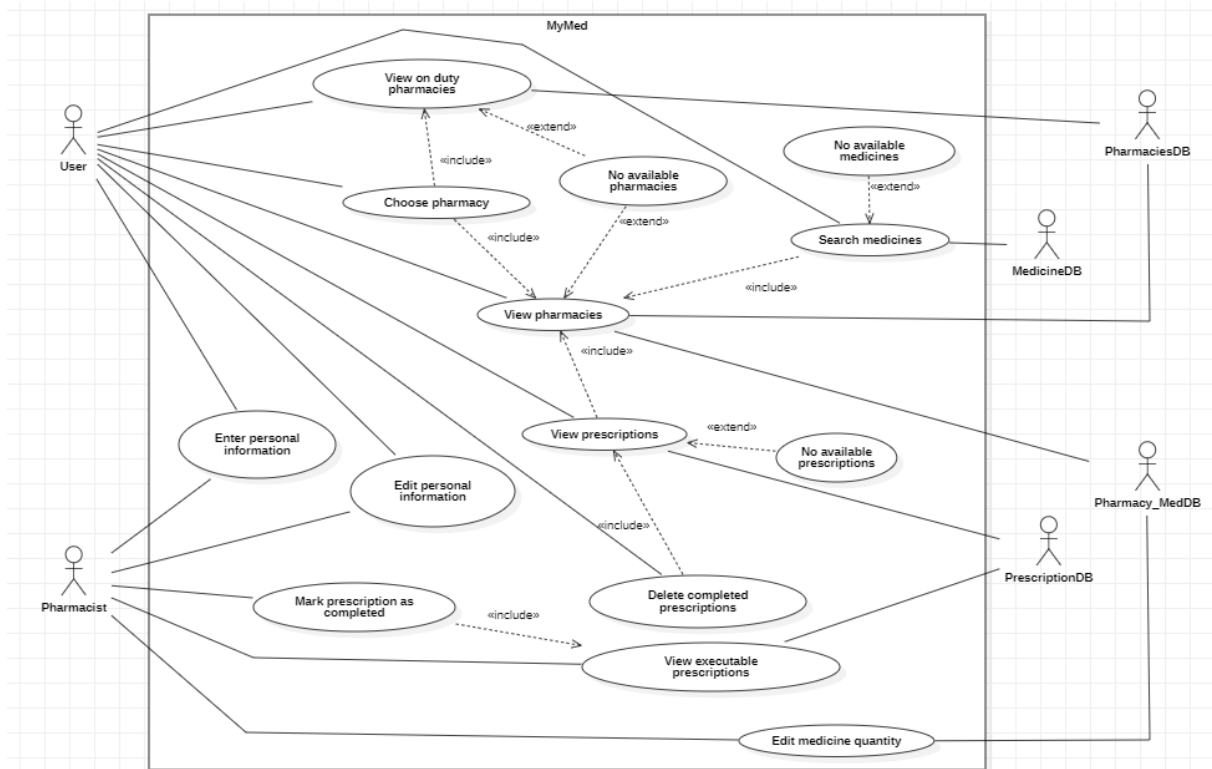 MyMed
View on duty
pharmacies
User
PharmaciesDB
«extend»
No available
medicines
«include»
No available
pharmacies
«extend»
Choose pharmacy
«extend»
«include»
Search medicines
MedicineDB
«include»
View pharmacies
«include»
View prescriptions
«extend»
No available
prescriptions
Enter personal
information
Edit personal
information
Pharmacy_MedDB
«include»
PrescriptionDB
Pharmacist
Mark prescription as
completed
«include»
Delete completed
prescriptions
View executable
prescriptions
Edit medicine quantity